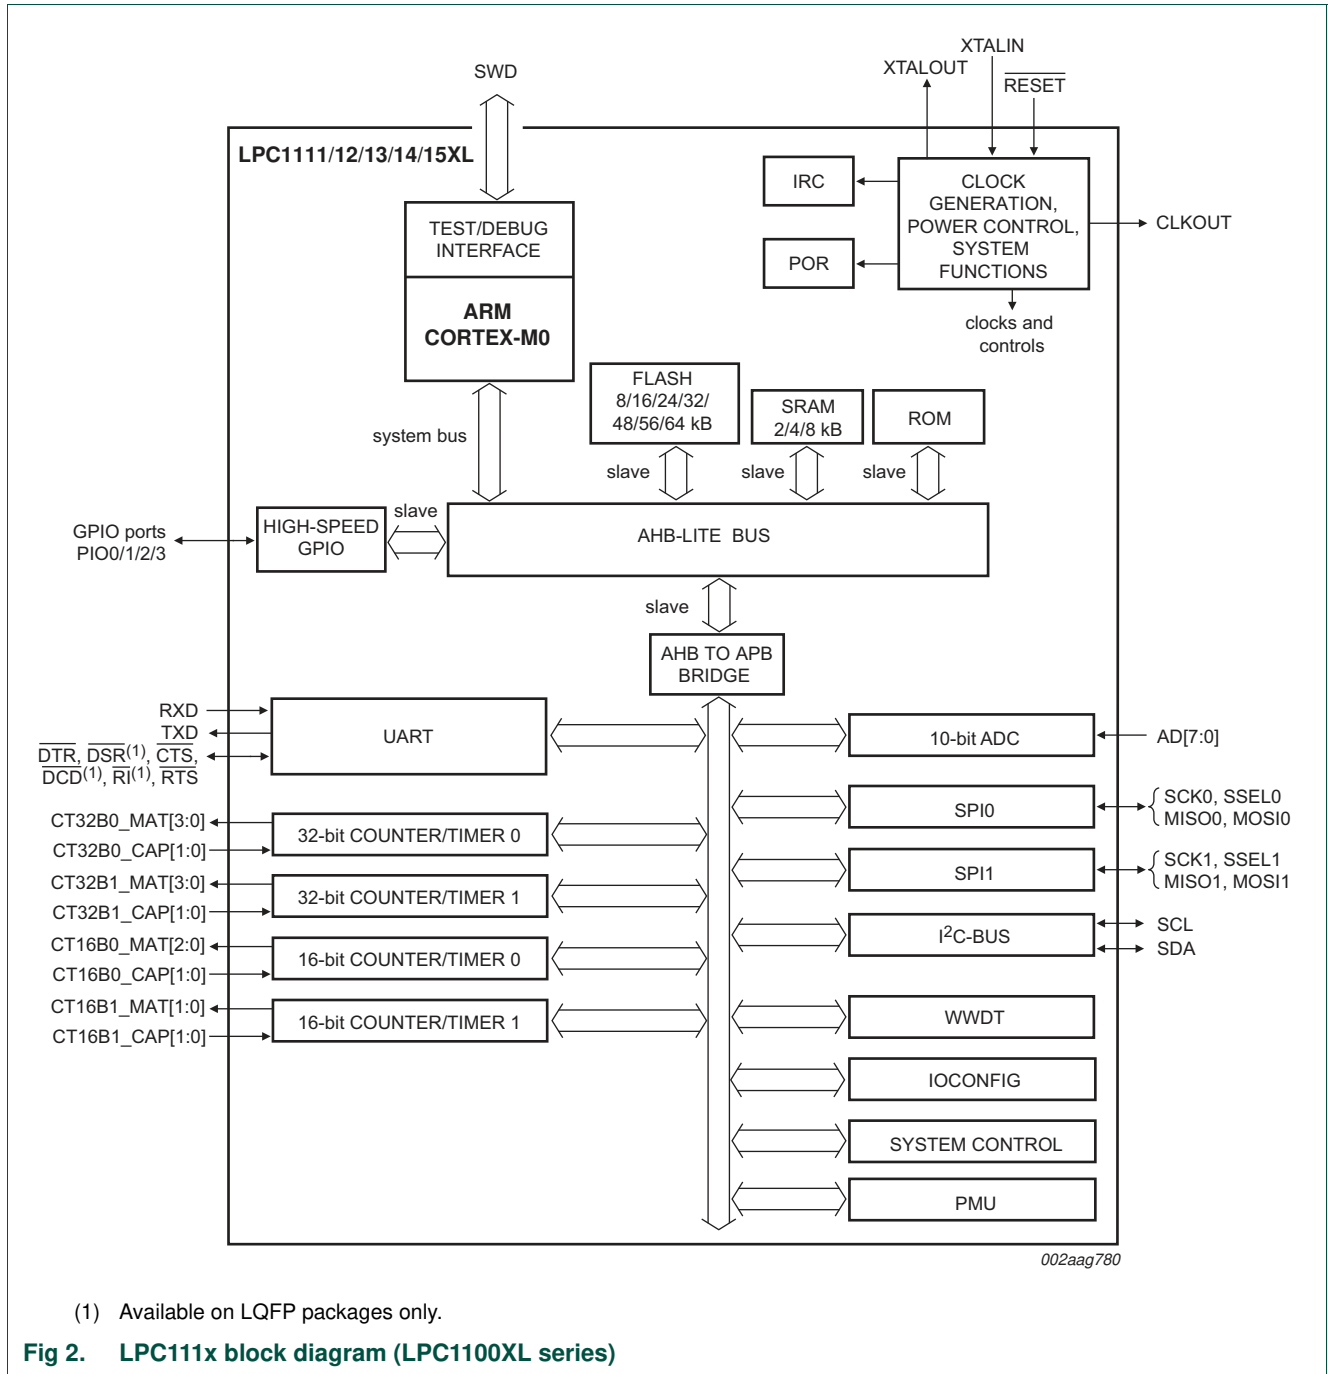 XTALIN
XTALOUT
RESET
SWD
LPC1111/12/13/14/15XL
TEST/DEBUG
INTERFACE
ARM
CORTEX-M0
IRC
POR
CLOCK
GENERATION,
POWER CONTROL,
SYSTEM
FUNCTIONS
CLKOUT
clocks and
controls
system bus
FLASH
8/16/24/32/
48/56/64 kB
SRAM
2/4/8 kB
ROM
slave
slave
slave
GPIO ports
PIO0/1/2/3
HIGH-SPEED
GPIO
slave
AHB-LITE BUS
slave
AHB TO APB
BRIDGE
RXD
TXD
DTR, DSR(1), CTS,
DCD(1), RI(1), RTS
UART
CT32B0_MAT[3:0]
CT32B0_CAP[1:0]
32-bit COUNTER/TIMER 0
CT32B1_MAT[3:0]
CT32B1_CAP[1:0]
32-bit COUNTER/TIMER 1
CT16B0_MAT[2:0]
CT16B0_CAP[1:0]
16-bit COUNTER/TIMER 0
CT16B1_MAT[1:0]
CT16B1_CAP[1:0]
16-bit COUNTER/TIMER 1
10-bit ADC
AD[7:0]
SPI0
SCK0, SSEL0
MISO0, MOSI0
SPI1
SCK1, SSEL1
MISO1, MOSI1
I2C-BUS
SCL
SDA
WWDT
IOCONFIG
SYSTEM CONTROL
PMU
002aag780
(1) Available on LQFP packages only.
Fig 2. LPC111x block diagram (LPC1100XL series)